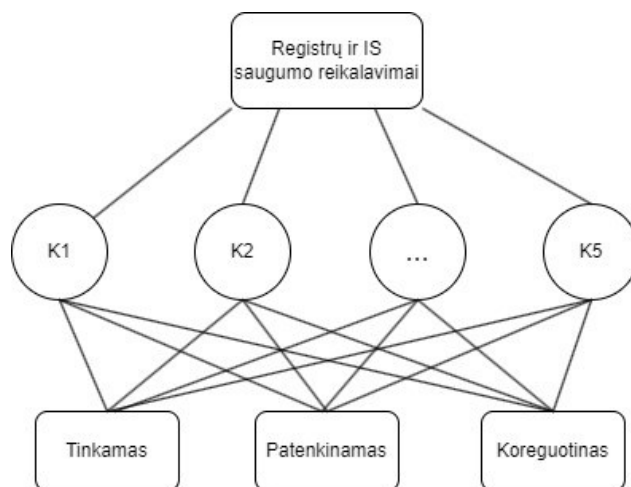 Registrų ir IS
saugumo reikalavimai
K1
K2
...
K5
Tinkamas
Patenkinamas
Koreguotinas